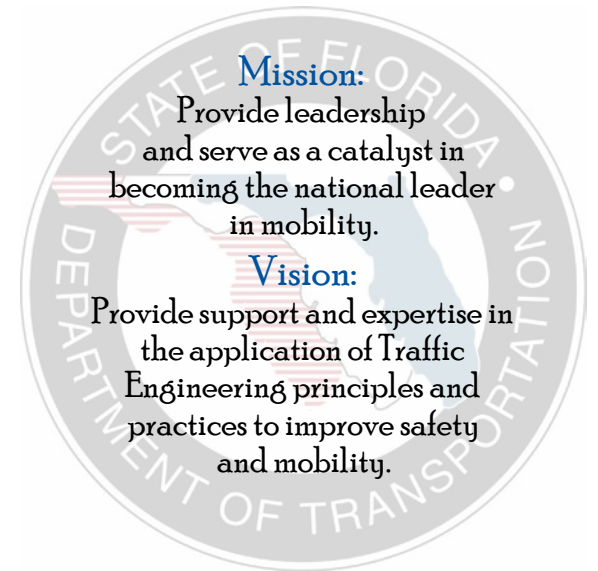 STATE OF FLORIDA
DEPARTMENT OF TRANSPORTATION
Mission:
Provide leadership
and serve as a catalyst in
becoming the national leader
in mobility.
Vision:
Provide support and expertise in
the application of Traffic
Engineering principles and
practices to improve safety
and mobility.